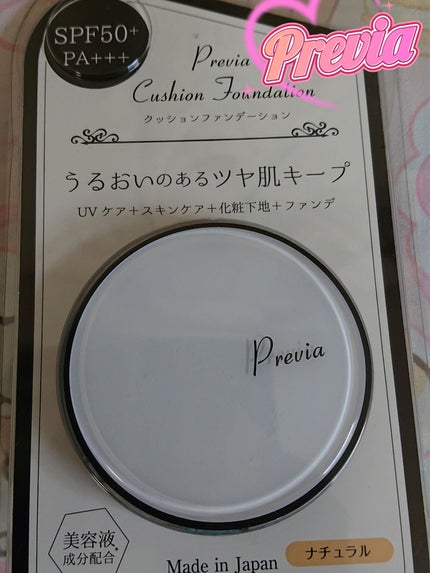 SPF50+
PA+++
Previa
Previa
Cushion Foundation
クッションファンデーション
うるおいのあるツヤ肌キープ
UVケア＋スキンケア＋化粧下地＋ファンデ
Previa
美容液
成分配合
Made in Japan
ナチュラル